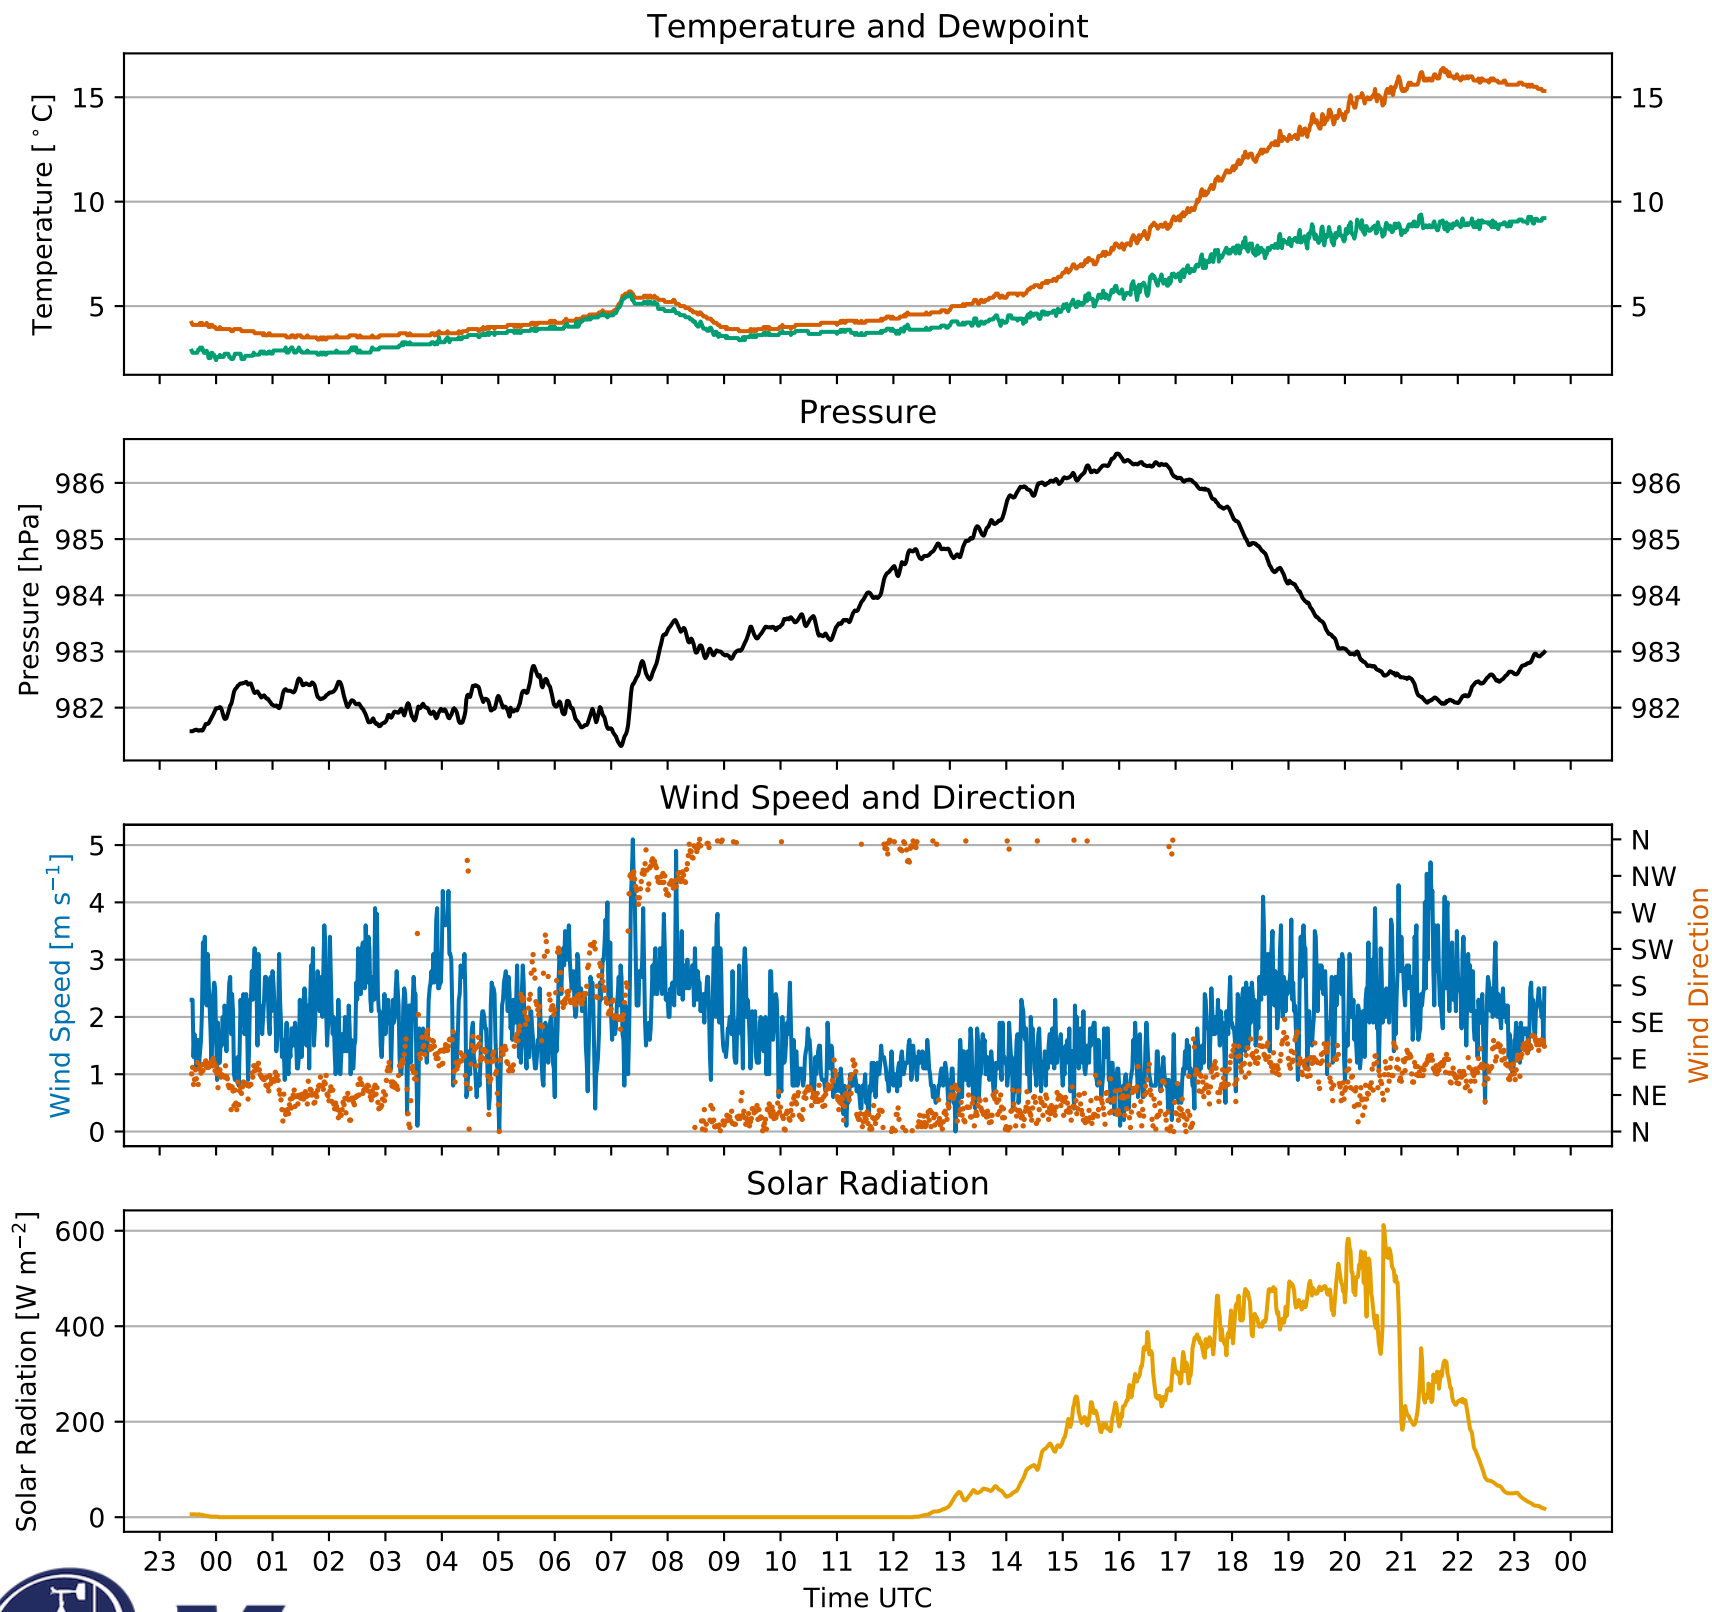 Temperature and Dewpoint
Temperature [°C]
15
10
5
15
10
5
Pressure
Pressure [hPa]
986
985
984
983
982
986
985
984
983
982
Wind Speed and Direction
Wind Speed [m s⁻¹]
5
4
3
2
1
0
N
NW
W
SW
S
SE
E
NE
N
Wind Direction
Solar Radiation
Solar Radiation [W m⁻²]
600
400
200
0
23 00 01 02 03 04 05 06 07 08 09 10 11 12 13 14 15 16 17 18 19 20 21 22 23 00
Time UTC